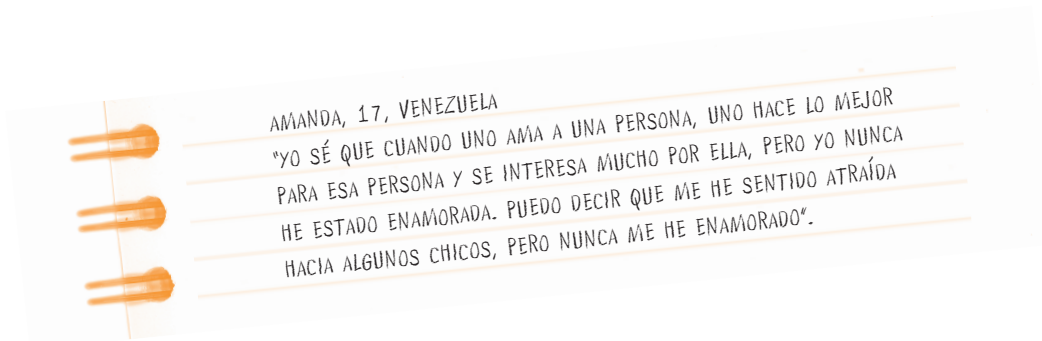 AMANDA, 17, VENEZUELA
"YO SÉ QUE CUANDO UNO AMA A UNA PERSONA, UNO HACE LO MEJOR
PARA ESA PERSONA Y SE INTERESA MUCHO POR ELLA, PERO YO NUNCA
HE ESTADO ENAMORADA. PUEDO DECIR QUE ME HE SENTIDO ATRAÍDA
HACIA ALGUNOS CHICOS, PERO NUNCA ME HE ENAMORADO".